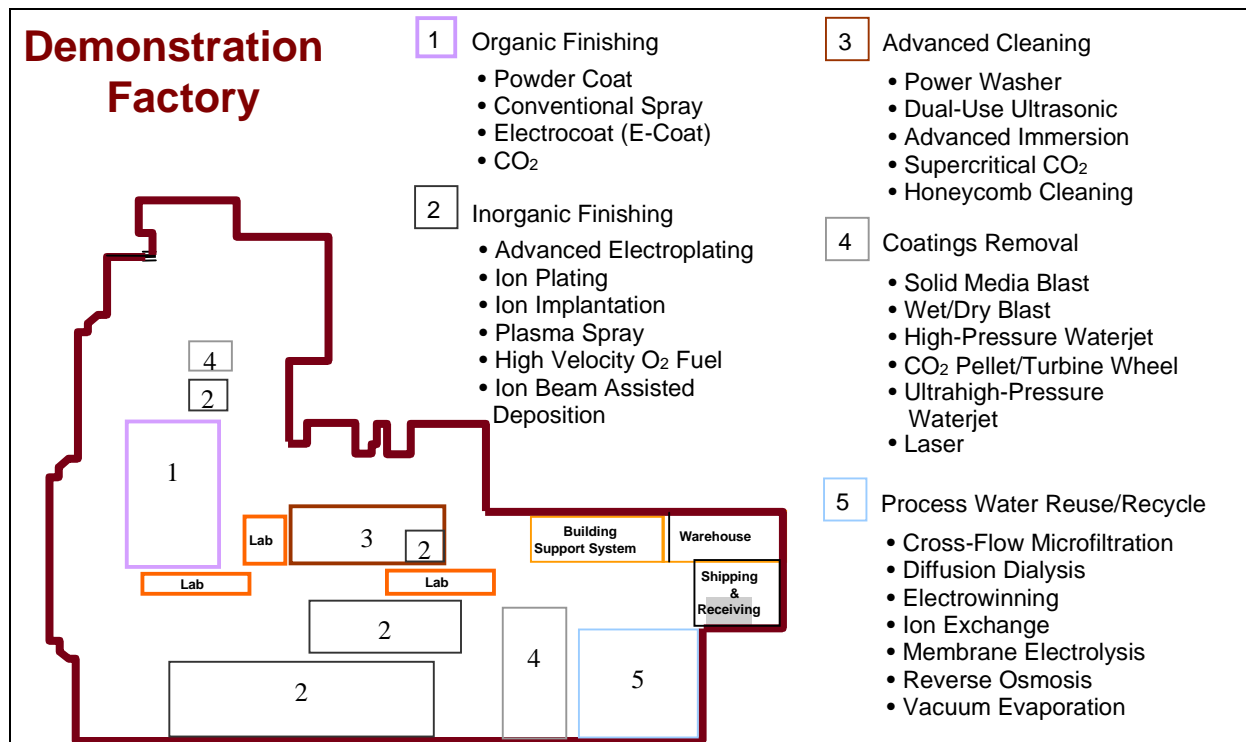 Demonstration
Factory
1 Organic Finishing
• Powder Coat
• Conventional Spray
• Electrocoat (E-Coat)
• CO₂
2 Inorganic Finishing
• Advanced Electroplating
• Ion Plating
• Ion Implantation
• Plasma Spray
• High Velocity O₂ Fuel
• Ion Beam Assisted
Deposition
3 Advanced Cleaning
• Power Washer
• Dual-Use Ultrasonic
• Advanced Immersion
• Supercritical CO₂
• Honeycomb Cleaning
4 Coatings Removal
• Solid Media Blast
• Wet/Dry Blast
• High-Pressure Waterjet
• CO₂ Pellet/Turbine Wheel
• Ultrahigh-Pressure
Waterjet
• Laser
5 Process Water Reuse/Recycle
• Cross-Flow Microfiltration
• Diffusion Dialysis
• Electrowinning
• Ion Exchange
• Membrane Electrolysis
• Reverse Osmosis
• Vacuum Evaporation
4
2
1
Lab
3
2
Building
Support System
Warehouse
Lab
Lab
Shipping
&
Receiving
2
4
5
2